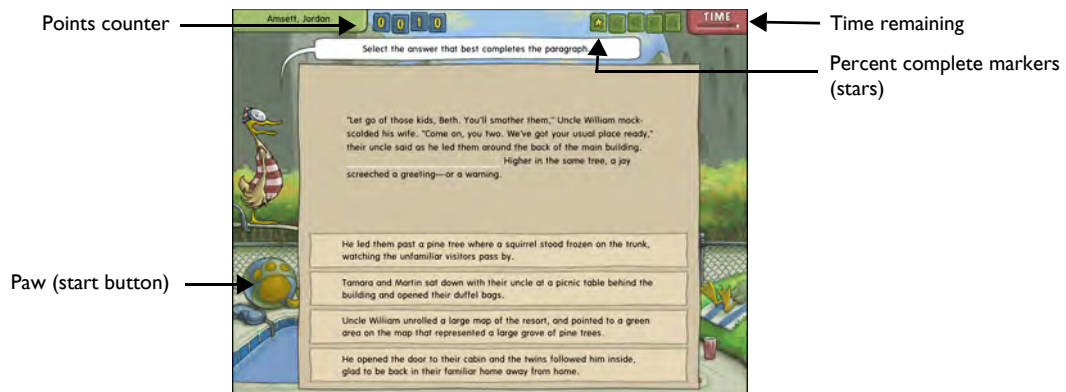 Points counter
Amsett, Jordan
0 0 1 0
TIME
Time remaining
Percent complete markers
(stars)
Select the answer that best completes the paragraph.
"Let go of those kids, Beth. You'll smother them," Uncle William mock-
scolded his wife. "Come on, you two. We've got your usual place ready,"
their uncle said as he led them around the back of the main building.
Higher in the same tree, a jay
screeched a greeting—or a warning.
He led them past a pine tree where a squirrel stood frozen on the trunk,
watching the unfamiliar visitors pass by.
Paw (start button)
Tamara and Martin sat down with their uncle at a picnic table behind the
building and opened their duffel bags.
Uncle William unrolled a large map of the resort, and pointed to a green
area on the map that represented a large grove of pine trees.
He opened the door to their cabin and the twins followed him inside,
glad to be back in their familiar home away from home.